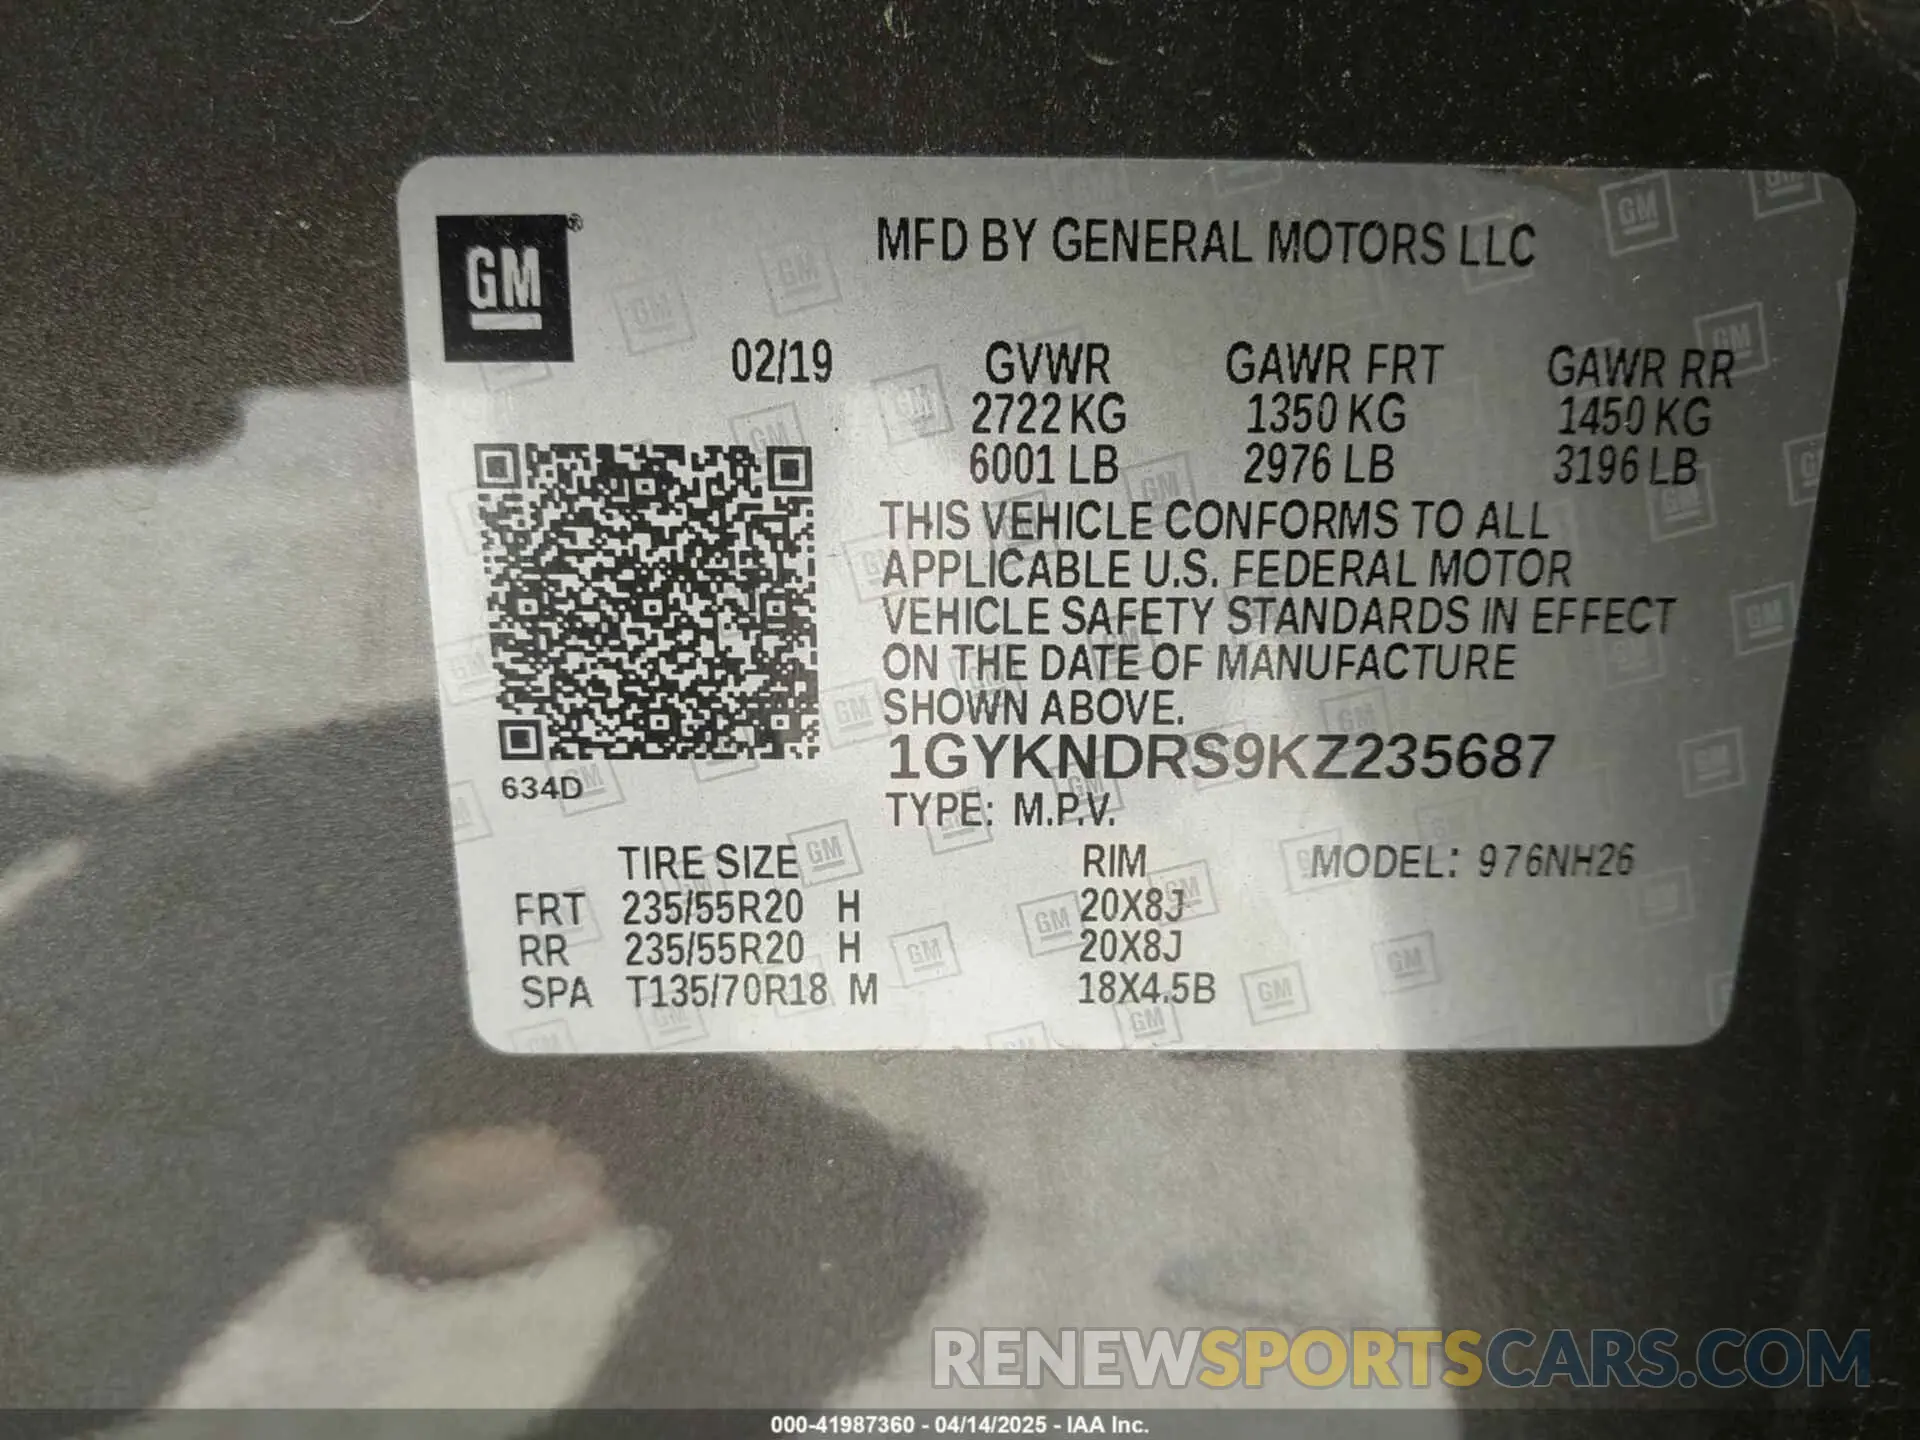 GM®
MFD BY GENERAL MOTORS LLC
02/19 GVWR GAWR FRT GAWR RR
2722 KG 1350 KG 1450 KG
6001 LB 2976 LB 3196 LB
THIS VEHICLE CONFORMS TO ALL
APPLICABLE U.S. FEDERAL MOTOR
VEHICLE SAFETY STANDARDS IN EFFECT
ON THE DATE OF MANUFACTURE
SHOWN ABOVE.
1GYKNDRS9KZ235687
634D
TYPE: M.P.V.
TIRE SIZE RIM MODEL: 976NH26
FRT 235/55R20 H 20X8J
RR 235/55R20 H 20X8J
SPA T135/70R18 M 18X4.5B
RENEWSPORTSCARS.COM
000-41987360 - 04/14/2025 - IAA Inc.